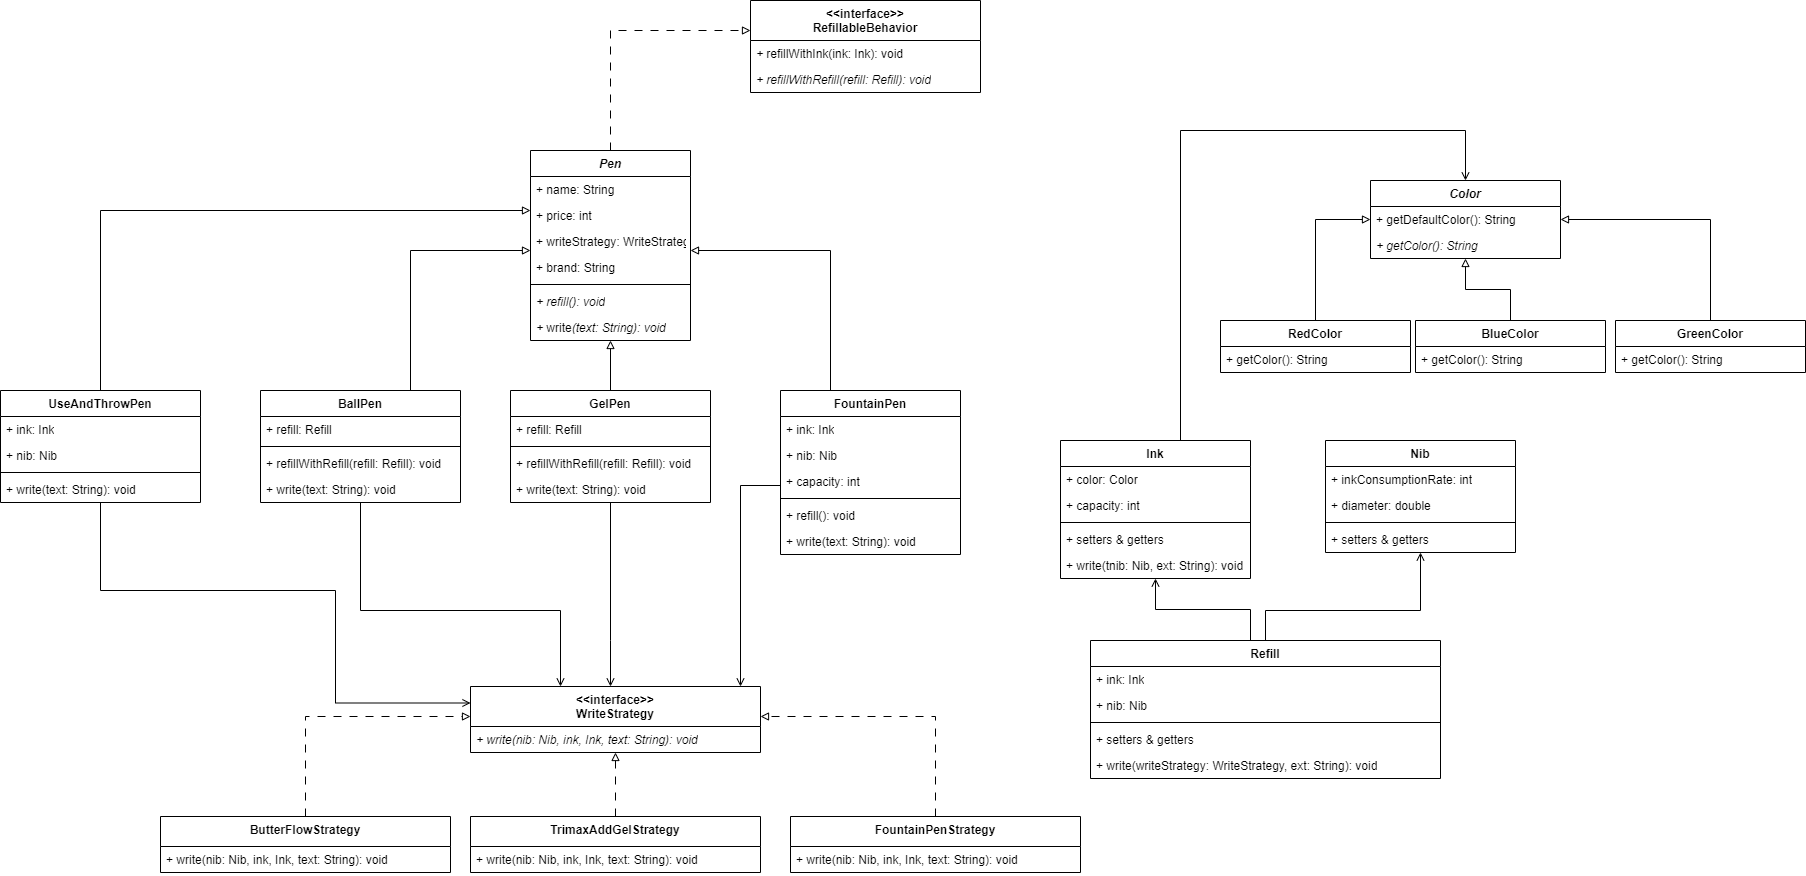 <<interface>>
RefillableBehavior
+ refillWithInk(ink: Ink): void
+ refillWithRefill(refill: Refill): void
Pen
+ name: String
+ price: int
+ writeStrategy: WriteStrateg
+ brand: String
+ refill(): void
+ write(text: String): void
Color
+ getDefaultColor(): String
+ getColor(): String
RedColor
+ getColor(): String
BlueColor
+ getColor(): String
GreenColor
+ getColor(): String
UseAndThrowPen
+ ink: Ink
+ nib: Nib
+ write(text: String): void
BallPen
+ refill: Refill
+ refillWithRefill(refill: Refill): void
+ write(text: String): void
GelPen
+ refill: Refill
+ refillWithRefill(refill: Refill): void
+ write(text: String): void
FountainPen
+ ink: Ink
+ nib: Nib
+ capacity: int
+ refill(): void
+ write(text: String): void
Ink
+ color: Color
+ capacity: int
+ setters & getters
+ write(tnib: Nib, ext: String): void
Nib
+ inkConsumptionRate: int
+ diameter: double
+ setters & getters
Refill
+ ink: Ink
+ nib: Nib
+ setters & getters
+ write(writeStrategy: WriteStrategy, ext: String): void
<<interface>>
WriteStrategy
+ write(nib: Nib, ink, Ink, text: String): void
ButterFlowStrategy
+ write(nib: Nib, ink, Ink, text: String): void
TrimaxAddGelStrategy
+ write(nib: Nib, ink, Ink, text: String): void
FountainPenStrategy
+ write(nib: Nib, ink, Ink, text: String): void